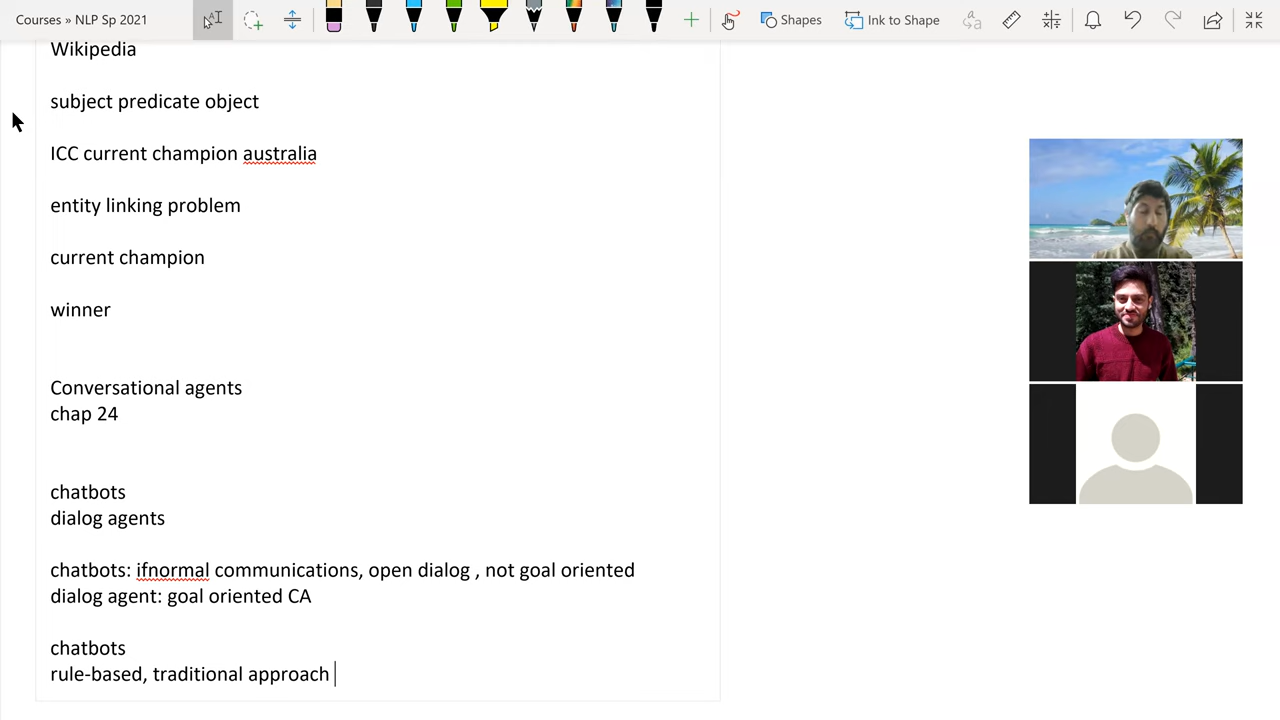 Courses » NLP Sp 2021
Shapes
Ink to Shape
Wikipedia
subject predicate object
ICC current champion australia
entity linking problem
current champion
winner
Conversational agents
chap 24
chatbots
dialog agents
chatbots: ifnormal communications, open dialog , not goal oriented
dialog agent: goal oriented CA
chatbots
rule-based, traditional approach